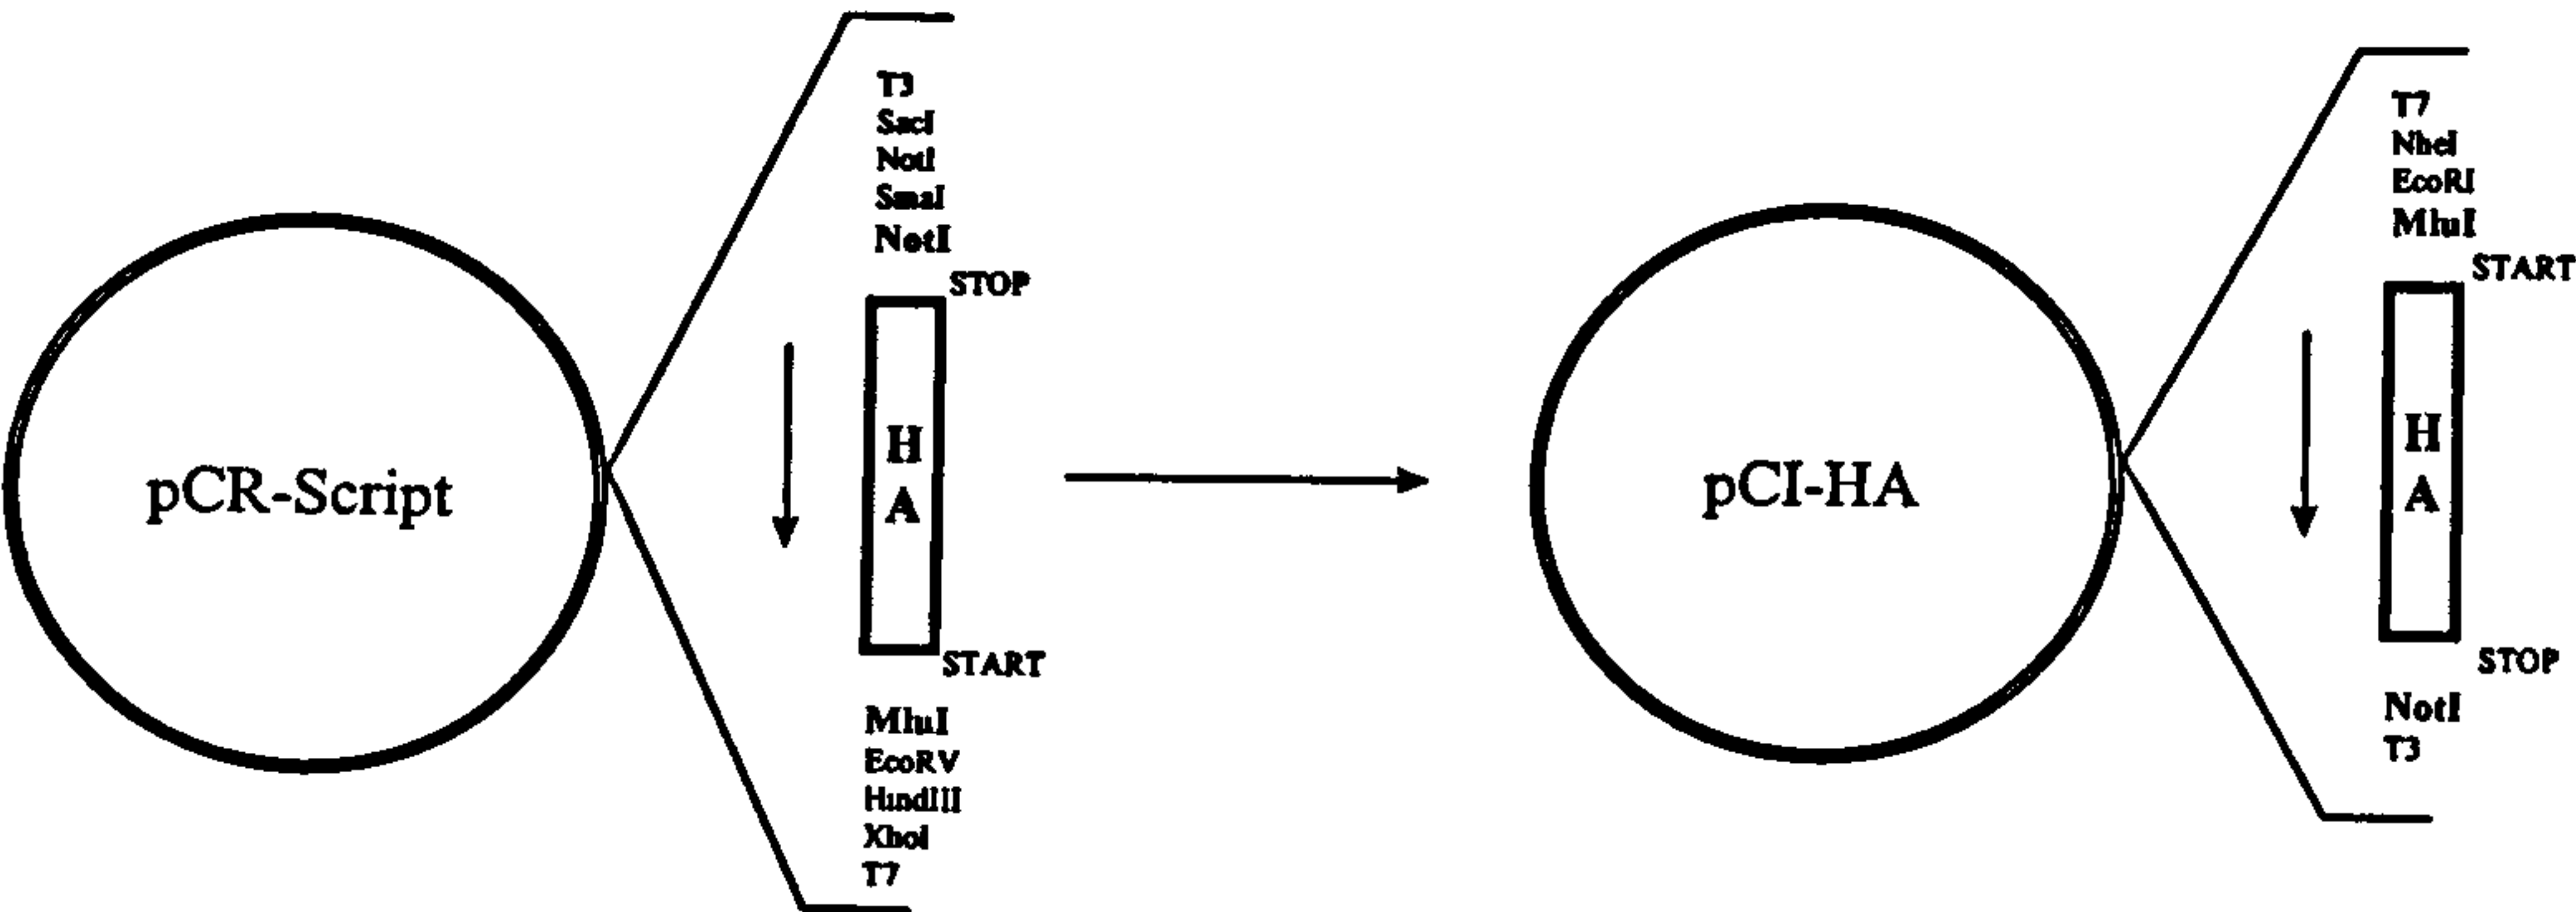 T3
SacI
NotI
SmaI
NotI
STOP
H
A
START
MluI
EcoRV
HindIII
XhoI
T7
pCR-Script
T7
NheI
EcoRI
MluI
START
H
A
STOP
NotI
T3
pCI-HA